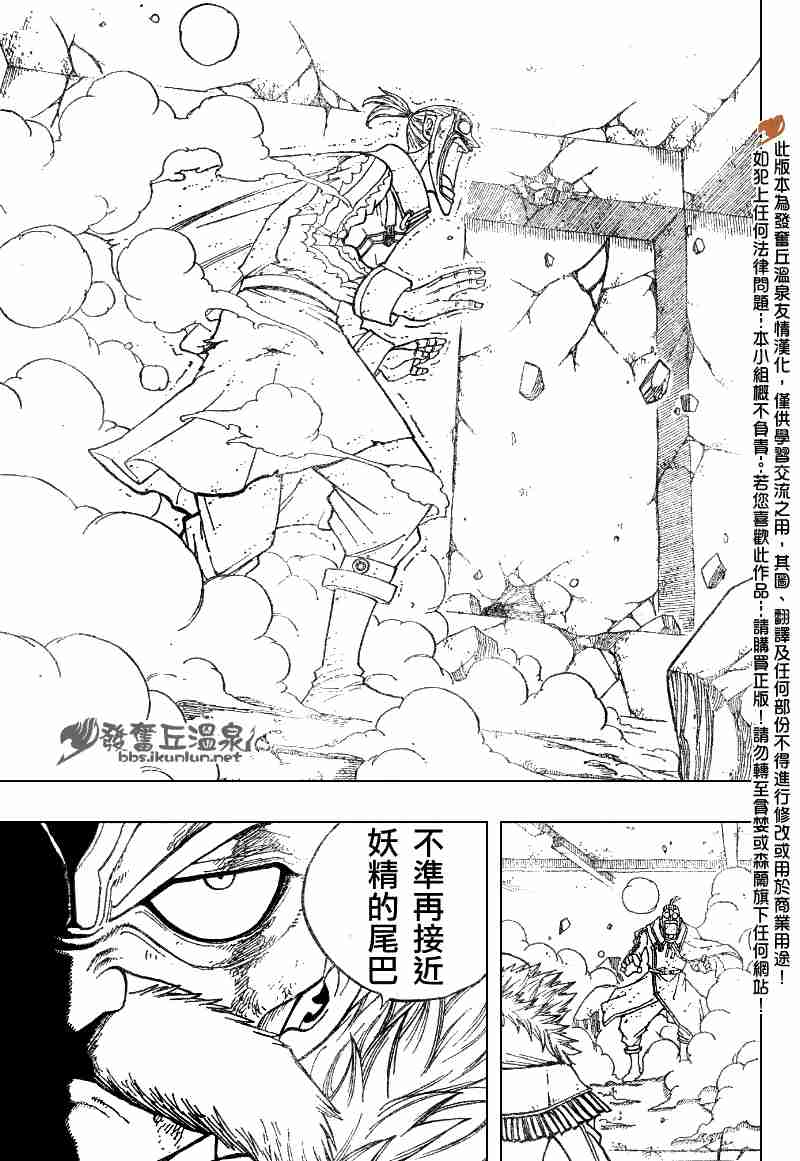 此版本為發奮丘溫泉友情漢化，僅供學習交流之用，其圖、翻譯及任何部份不得進行修改或用於商業用途！
如犯上任何法律問題…本小組概不負責。若您喜歡此作品…請購買正版！請勿轉至貪婪或森蘭旗下任何網站！
發奮丘溫泉
bbs.ikunlun.net
不準再接近
妖精的尾巴